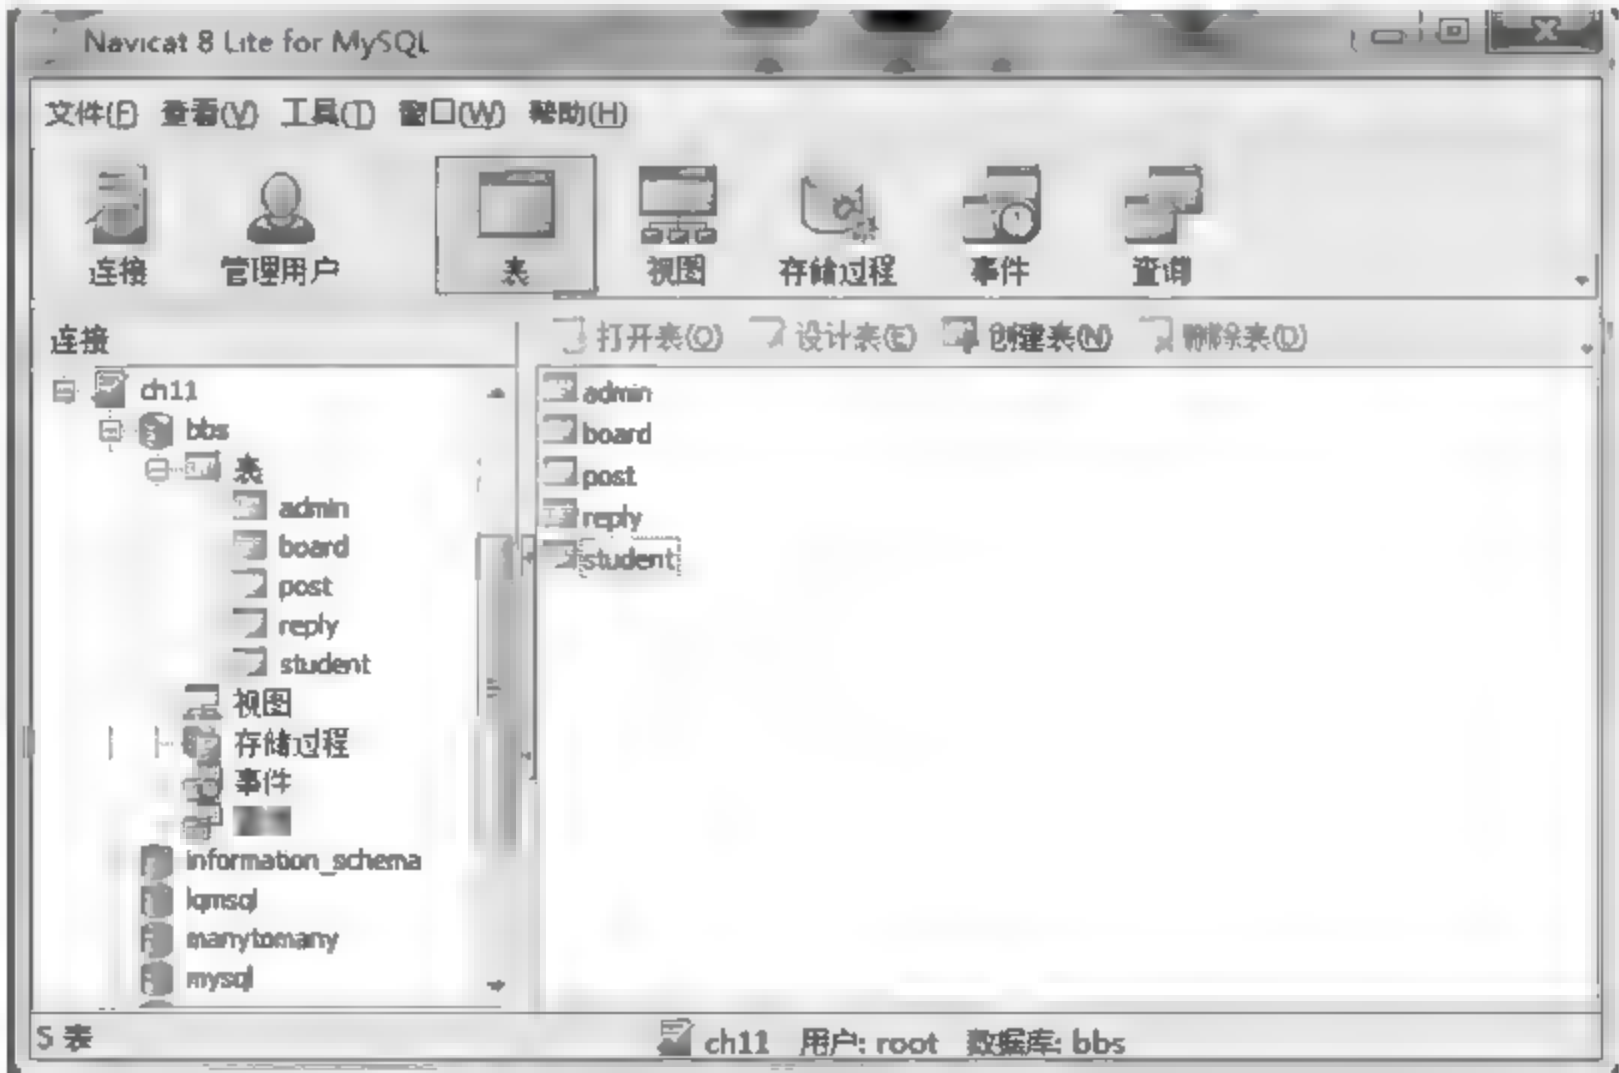 Navicat 8 Lite for MySQL
文件(F) 查看(V) 工具(T) 窗口(W) 帮助(H)
连接 管理用户 表 视图 存储过程 事件 查询
连接
打开表(O) 设计表(E) 创建表(N) 删除表(D)
ch11
bbs
表
admin
board
post
reply
student
视图
存储过程
事件
information_schema
lqmsql
manytomany
mysql
admin
board
post
reply
student
5 表
ch11 用户: root 数据库: bbs